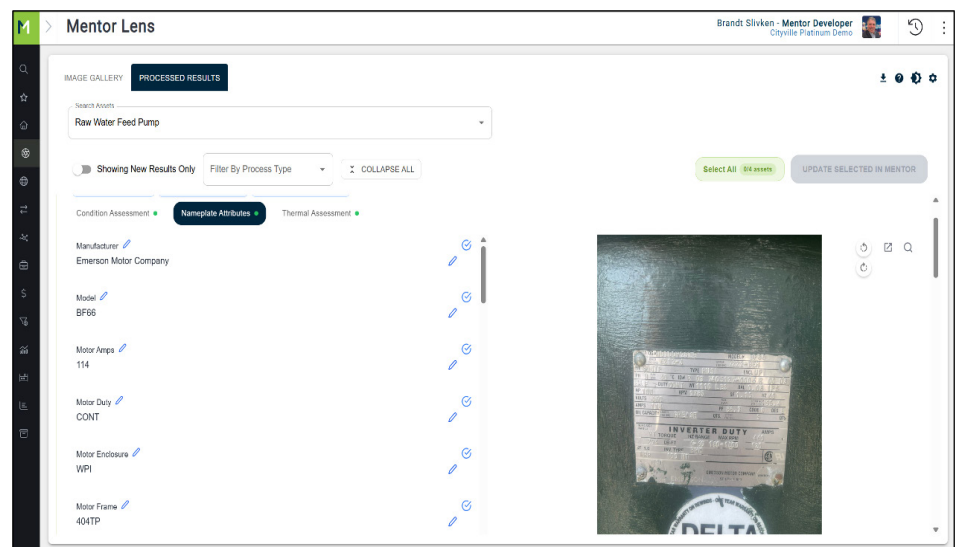 M
Mentor Lens
Brandt Slivken - Mentor Developer
Cityville Platinum Demo
IMAGE GALLERY
PROCESSED RESULTS
Search Assets
Raw Water Feed Pump
Showing New Results Only
Filter By Process Type
COLLAPSE ALL
Select All 0/4 assets
UPDATE SELECTED IN MENTOR
Condition Assessment
Nameplate Attributes
Thermal Assessment
Manufacturer
Emerson Motor Company
Model
BF66
Motor Amps
114
Motor Duty
CONT
Motor Enclosure
WPI
Motor Frame
404TP
MODEL#
INVERTER DUTY
AMPS
TORQUE
EMERSON MOTOR COMPANY
DELTA